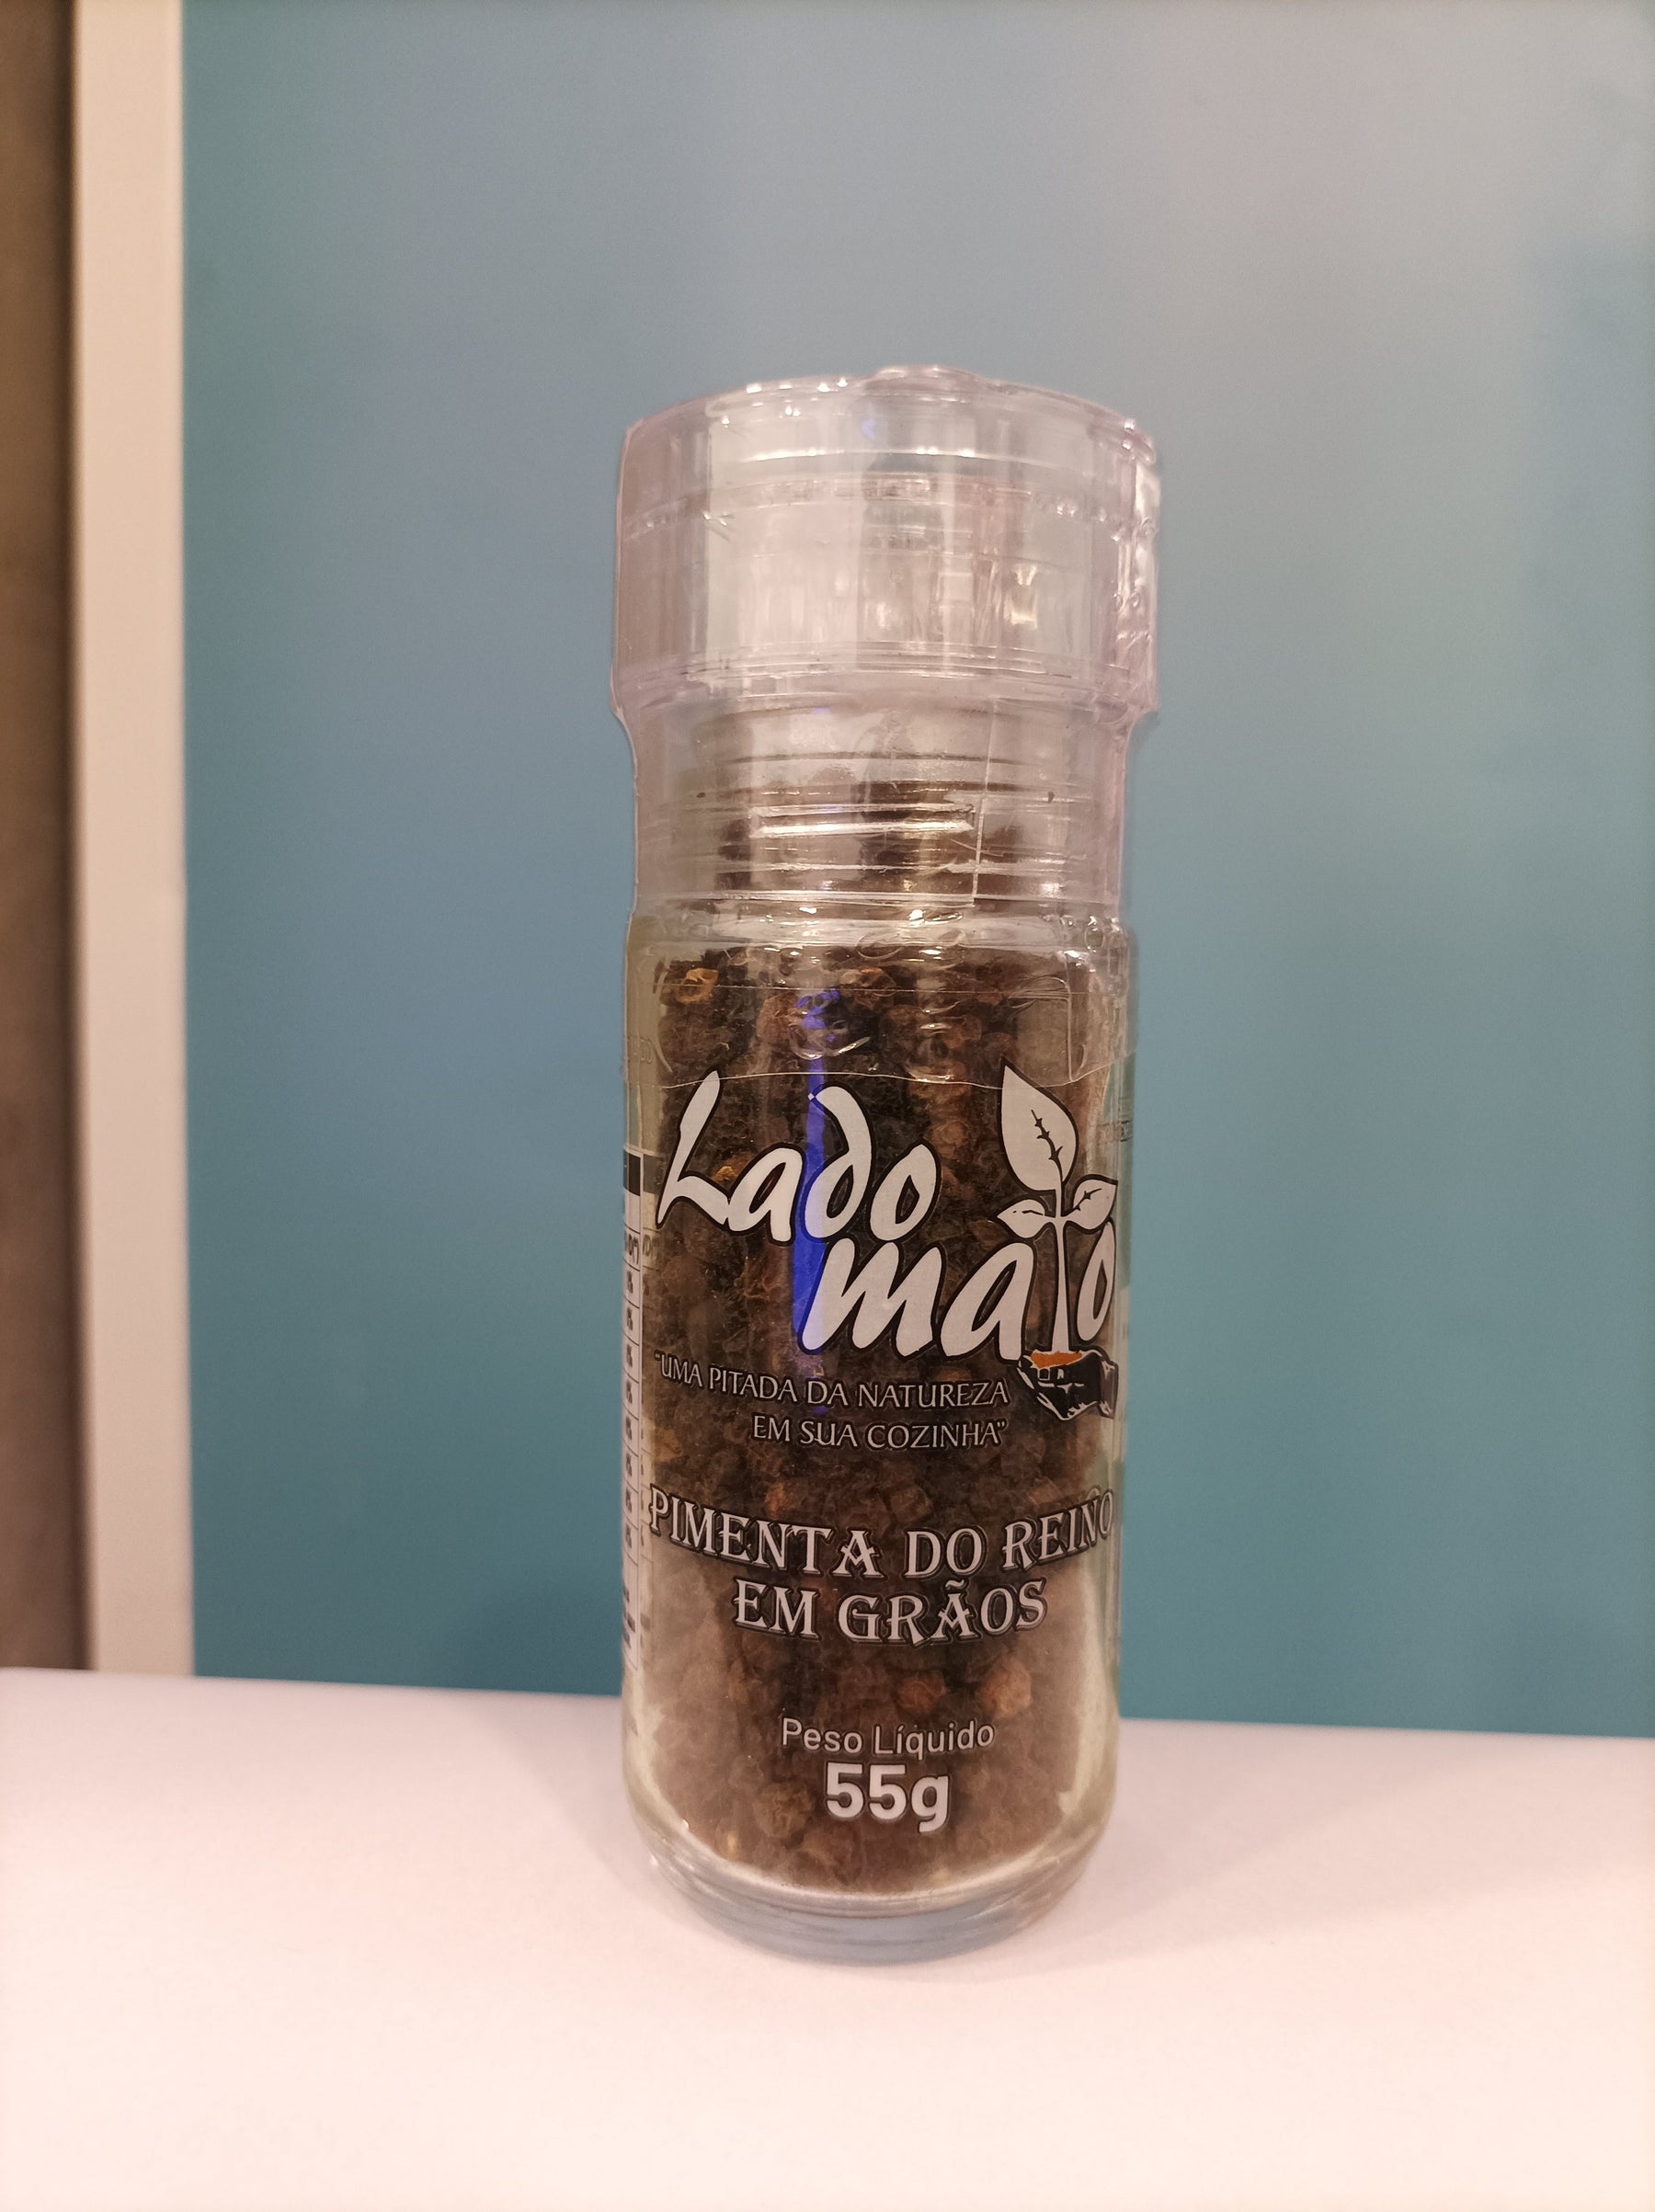 Lado
mato
"UMA PITADA DA NATUREZA
EM SUA COZINHA"
PIMENTA DO REINO
EM GRÃOS
Peso Líquido
55g